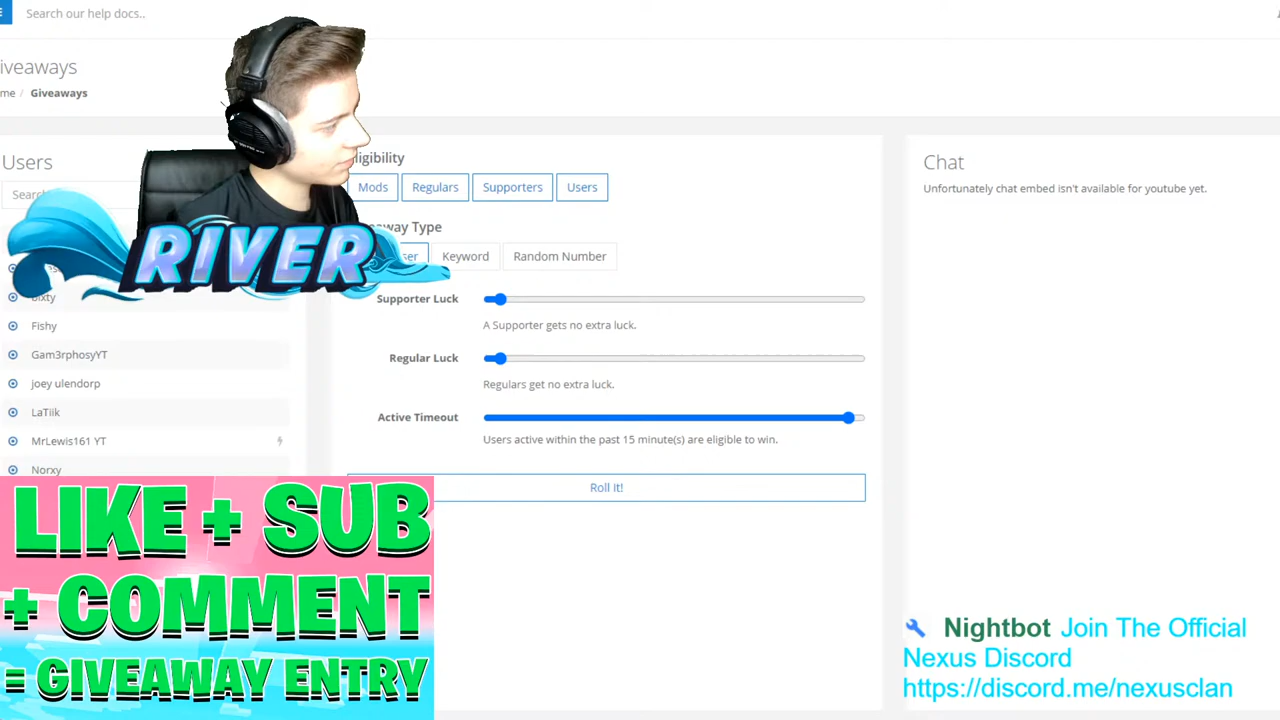 Search our help docs..
iveaways
me / Giveaways
Users
ligibility
Mods Regulars Supporters Users
Chat
Unfortunately chat embed isn't available for youtube yet.
Type
Keyword Random Number
RIVER
Supporter Luck
A Supporter gets no extra luck.
Fishy
Regular Luck
Gam3rphosyYT
joey ulendorp
Regulars get no extra luck.
LaTiik
Active Timeout
MrLewis161 YT
Users active within the past 15 minute(s) are eligible to win.
Norxy
Roll It!
LIKE + SUB
+ COMMENT
= GIVEAWAY ENTRY
Nightbot Join The Official
Nexus Discord
https://discord.me/nexusclan